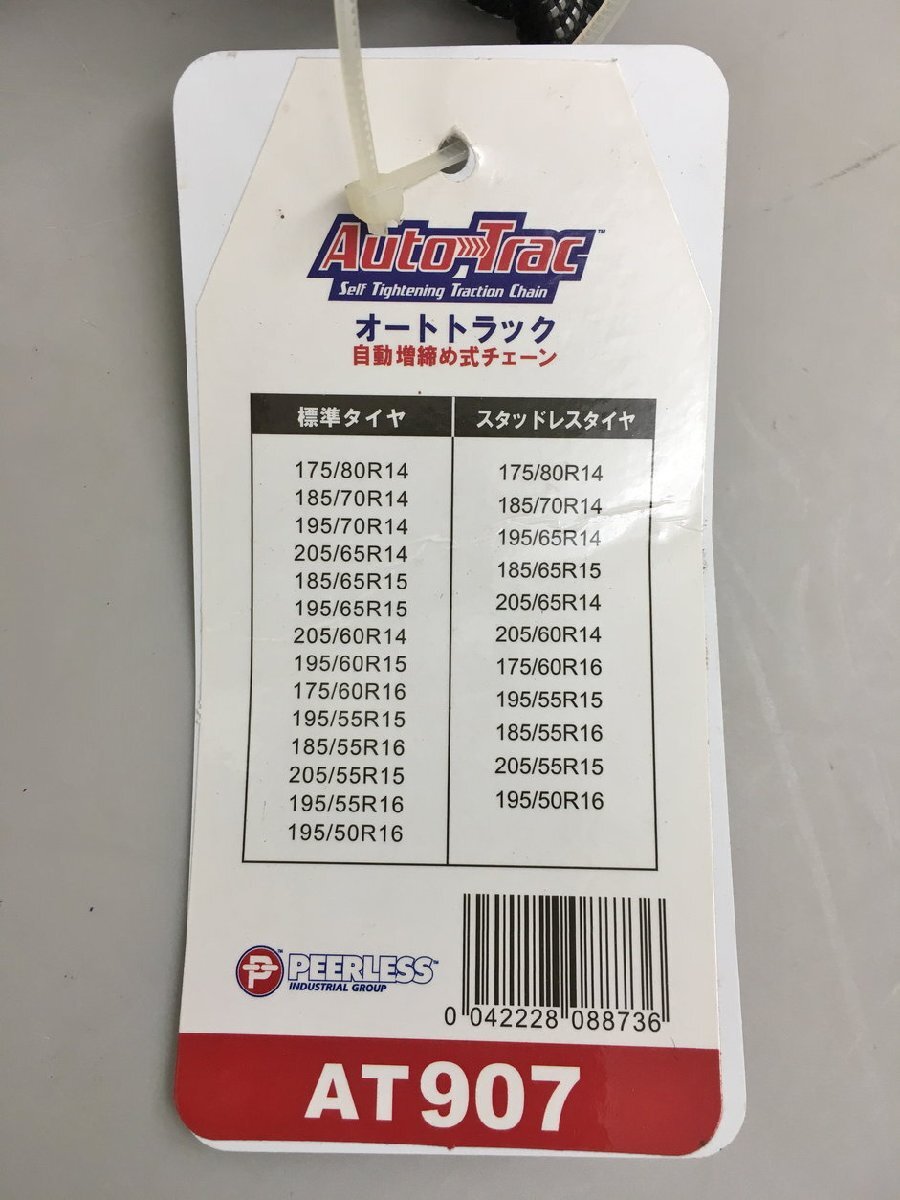 Auto Trac™
Self Tightening Traction Chain
オートトラック
自動増締め式チェーン
標準タイヤ
175/80R14
185/70R14
195/70R14
205/65R14
185/65R15
195/65R15
205/60R14
195/60R15
175/60R16
195/55R15
185/55R16
205/55R15
195/55R16
195/50R16
スタッドレスタイヤ
175/80R14
185/70R14
195/65R14
185/65R15
205/65R14
205/60R14
175/60R16
195/55R15
185/55R16
205/55R15
195/50R16
P™ PEERLESS™
INDUSTRIAL GROUP
0 042228 088736
AT907